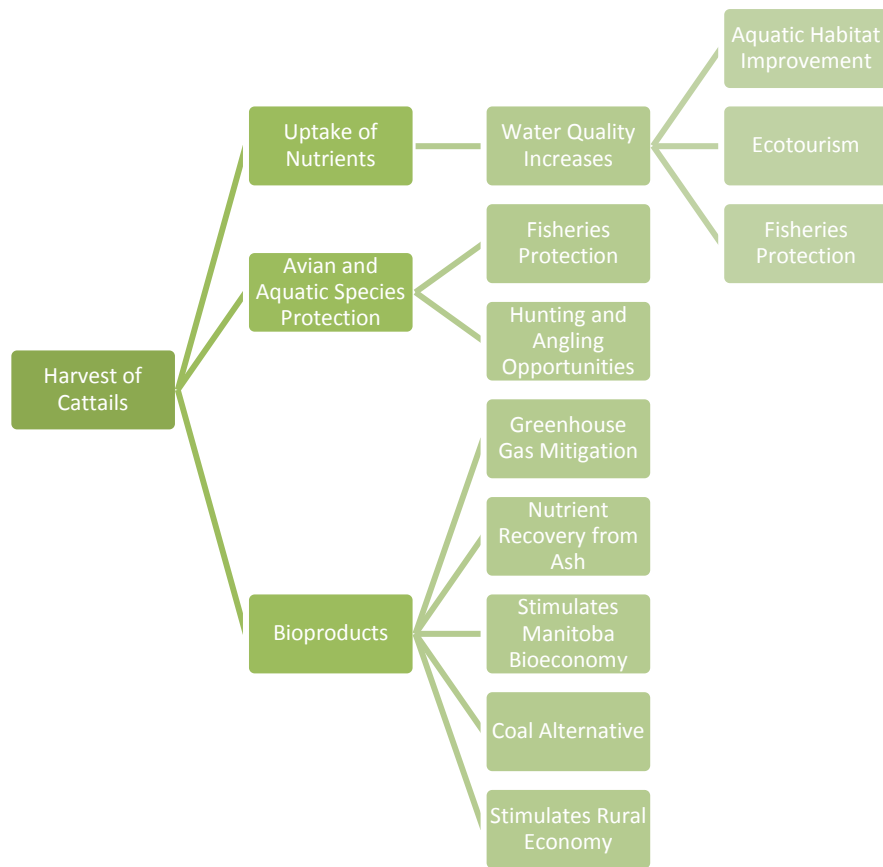 Harvest of
Cattails
Uptake of
Nutrients
Water Quality
Increases
Aquatic Habitat
Improvement
Ecotourism
Fisheries
Protection
Avian and
Aquatic Species
Protection
Fisheries
Protection
Hunting and
Angling
Opportunities
Bioproducts
Greenhouse
Gas Mitigation
Nutrient
Recovery from
Ash
Stimulates
Manitoba
Bioeconomy
Coal Alternative
Stimulates Rural
Economy